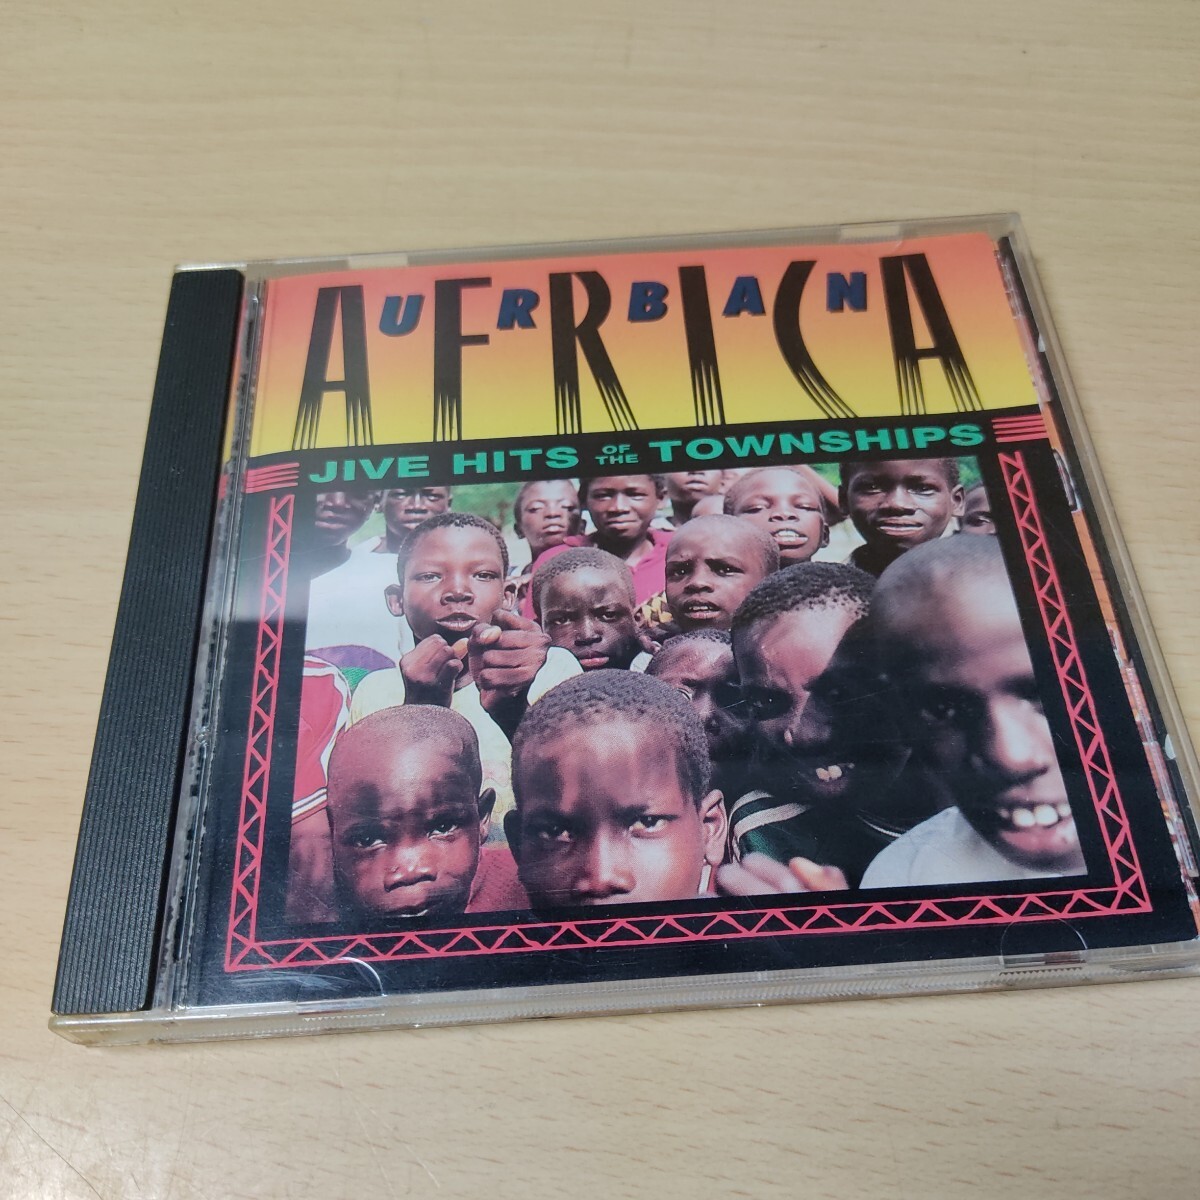 URBAN
AFRICA
JIVE HITS OF THE TOWNSHIPS